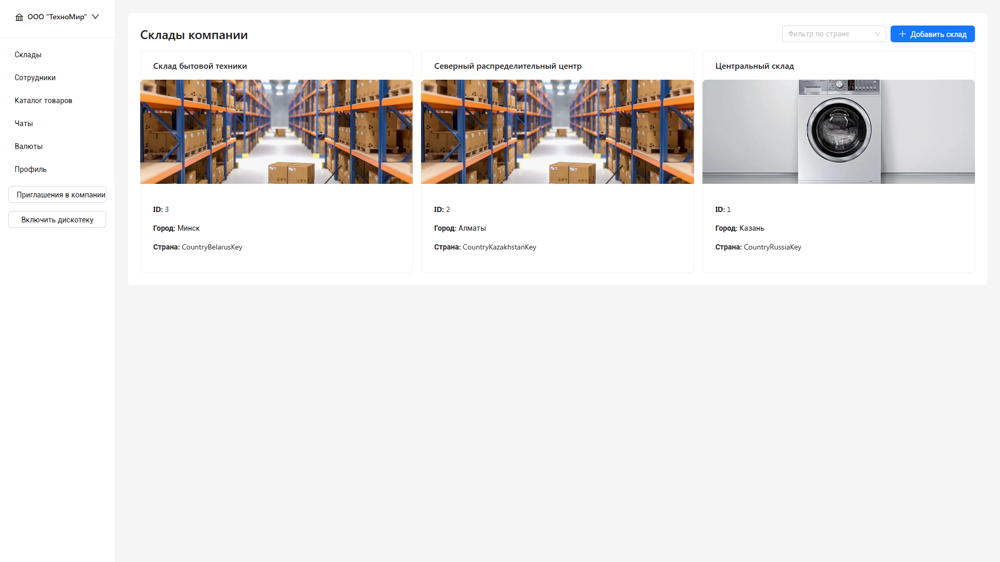 ООО "ТехноМир"
Склады
Сотрудники
Каталог товаров
Чаты
Валюты
Профиль
Приглашения в компании
Включить дискотеку
Склады компании
Фильтр по стране
Добавить склад
Склад бытовой техники
ID: 3
Город: Минск
Страна: CountryBelarusKey
Северный распределительный центр
ID: 2
Город: Алматы
Страна: CountryKazakhstanKey
Центральный склад
ID: 1
Город: Казань
Страна: CountryRussiaKey